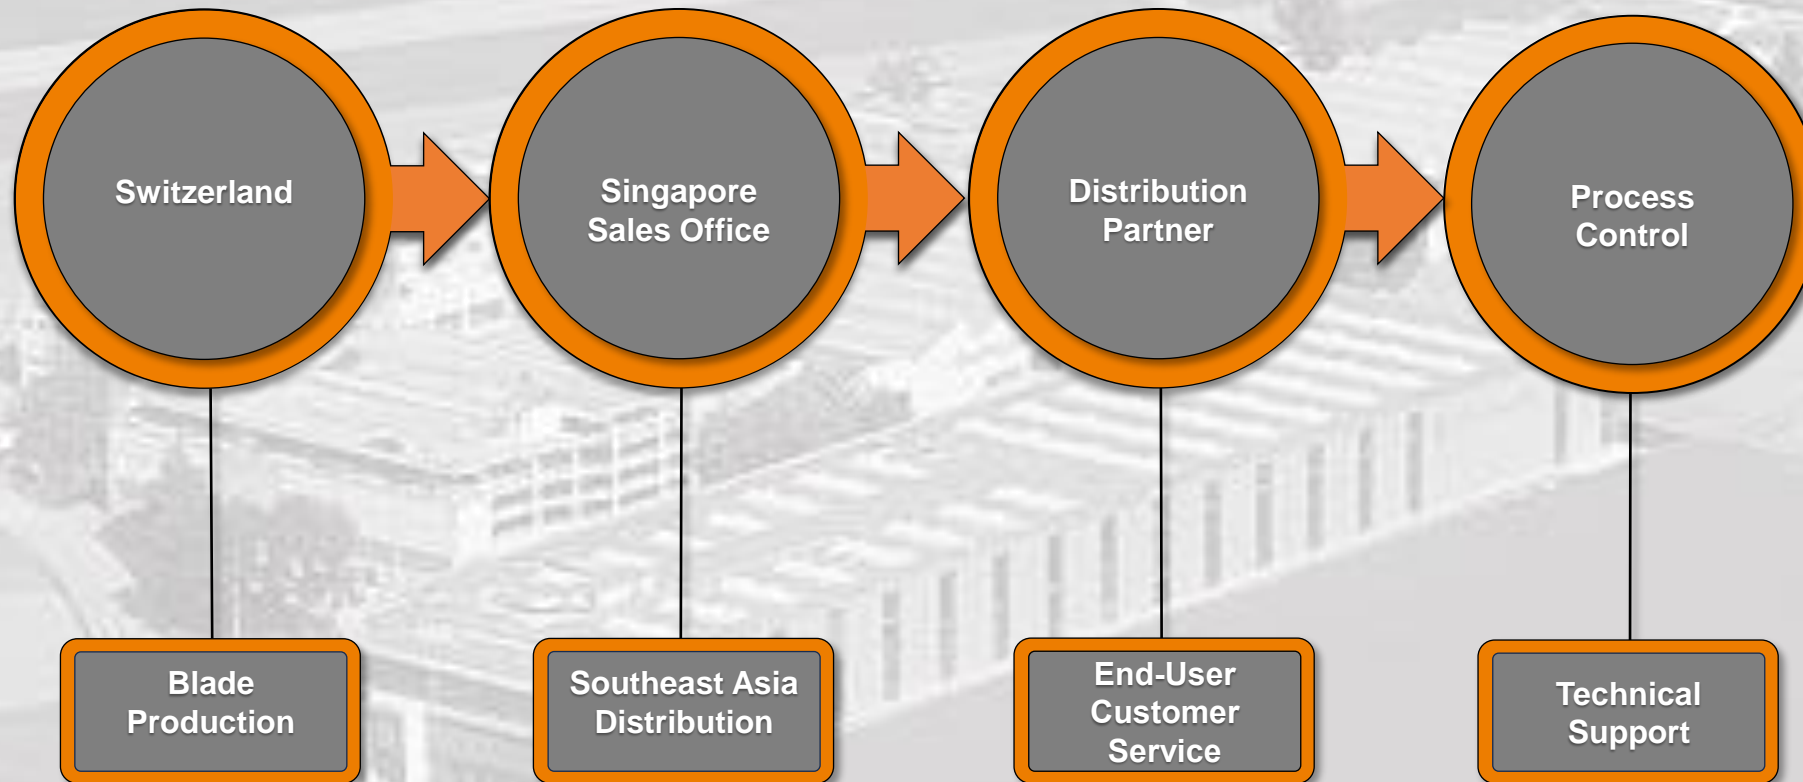 Switzerland
Singapore
Sales Office
Distribution
Partner
Process
Control
Blade
Production
Southeast Asia
Distribution
End-User
Customer
Service
Technical
Support